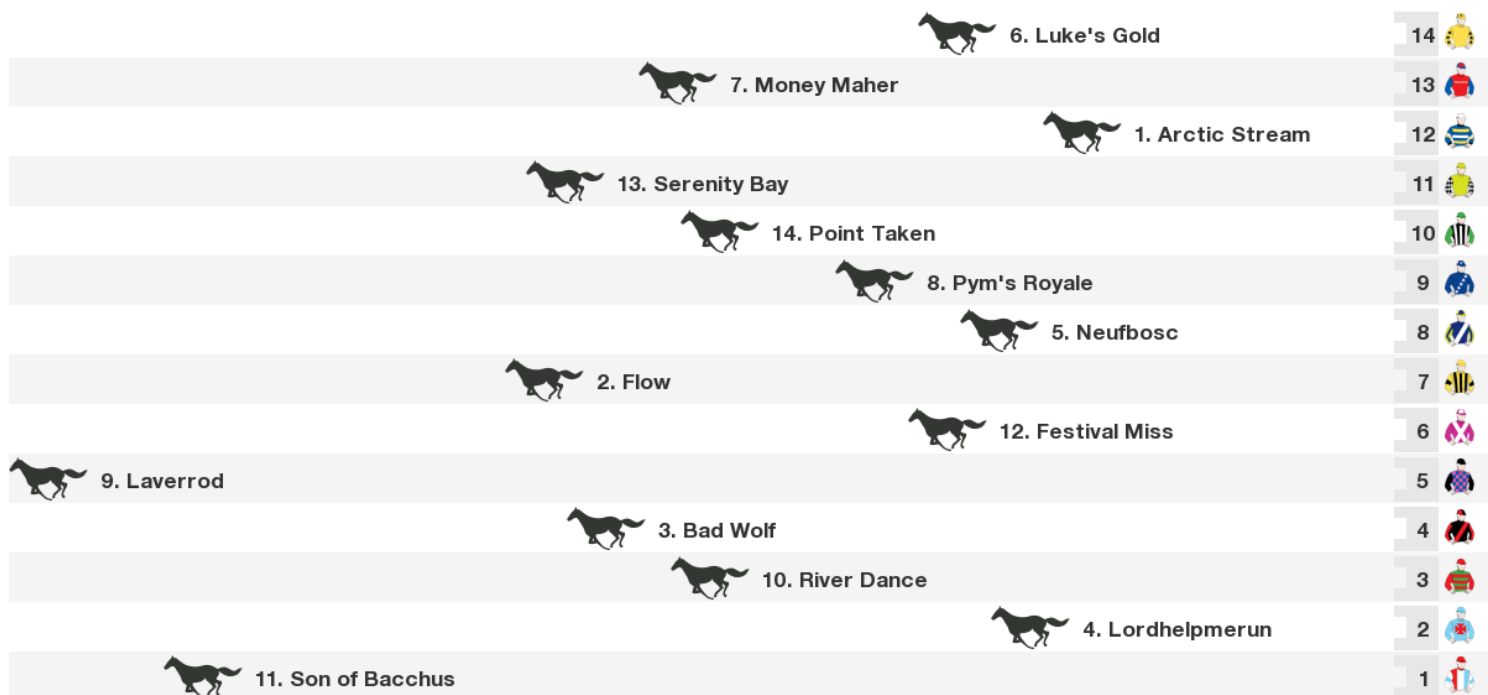 6. Luke's Gold 14
7. Money Maher 13
1. Arctic Stream 12
13. Serenity Bay 11
14. Point Taken 10
8. Pym's Royale 9
5. Neufbosc 8
2. Flow 7
12. Festival Miss 6
9. Laverrod 5
3. Bad Wolf 4
10. River Dance 3
4. Lordhelpmerun 2
11. Son of Bacchus 1